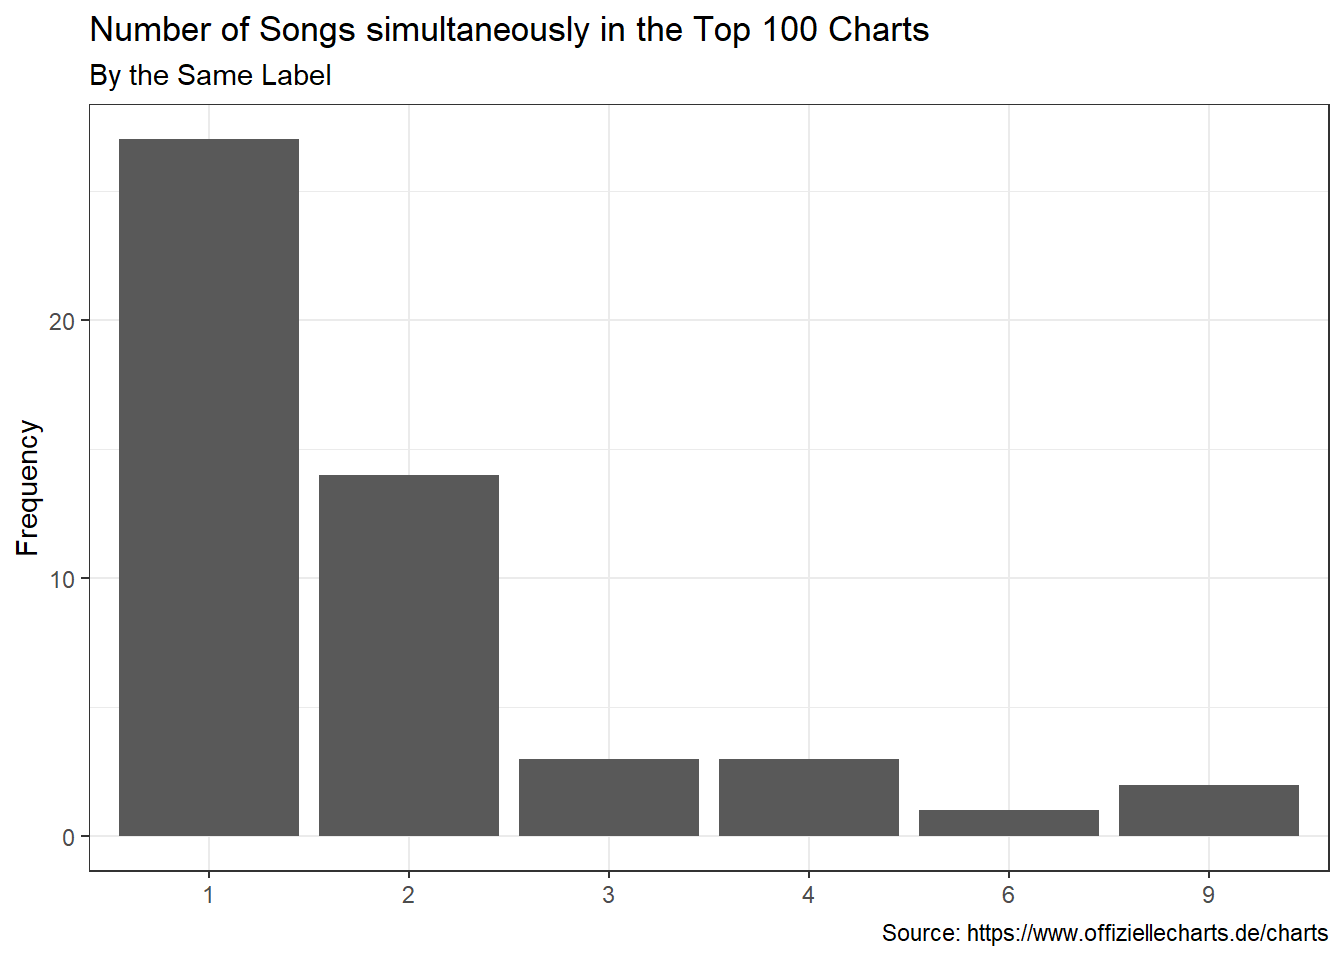 Number of Songs simultaneously in the Top 100 Charts
By the Same Label
Frequency
20
10
0
1 2 3 4 6 9
Source: https://www.offiziellecharts.de/charts